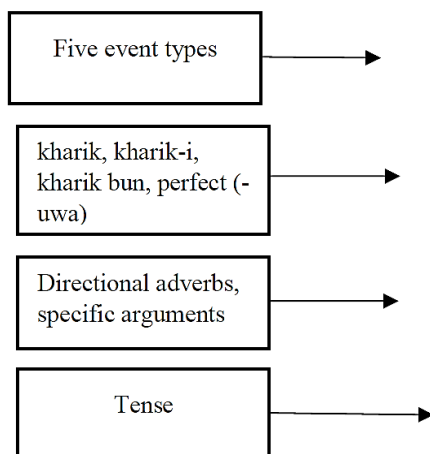 Five event types
kharik, kharik-i,
kharik bun, perfect (-
uwa)
Directional adverbs,
specific arguments
Tense